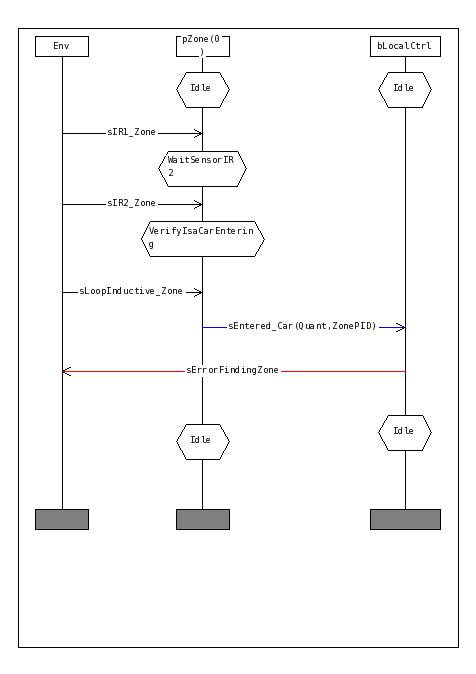 Env
pZone(0
)
bLocalCtrl
Idle
Idle
sIR1_Zone
WaitSensorIR
2
sIR2_Zone
VerifyIsaCarEnterin
g
sLoopInductive_Zone
sEntered_Car(Quant,ZonePID)
sErrorFindingZone
Idle
Idle